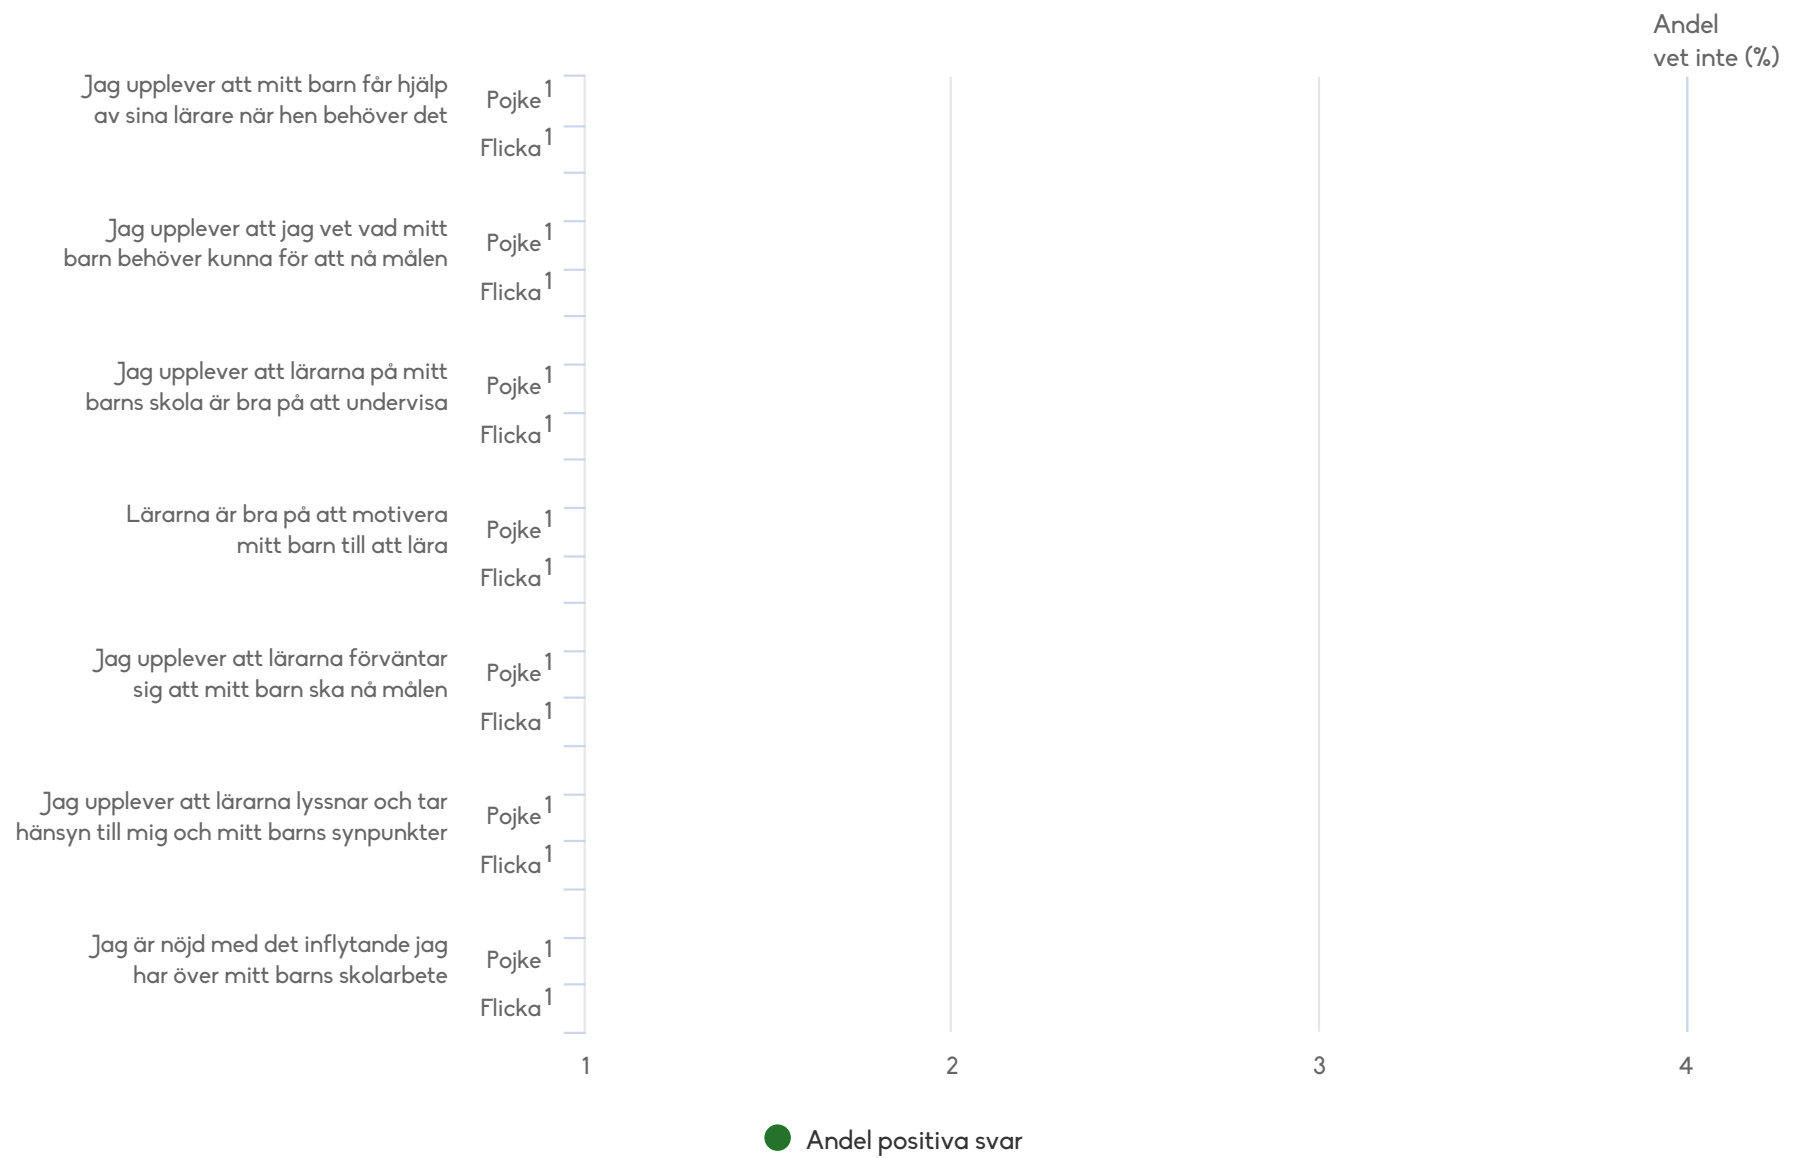 Andel
vet inte (%)
Jag upplever att mitt barn får hjälp
av sina lärare när hen behöver det
Pojke1
Flicka1
Jag upplever att jag vet vad mitt
barn behöver kunna för att nå målen
Pojke1
Flicka1
Jag upplever att lärarna på mitt
barns skola är bra på att undervisa
Pojke1
Flicka1
Lärarna är bra på att motivera
mitt barn till att lära
Pojke1
Flicka1
Jag upplever att lärarna förväntar
sig att mitt barn ska nå målen
Pojke1
Flicka1
Jag upplever att lärarna lyssnar och tar
hänsyn till mig och mitt barns synpunkter
Pojke1
Flicka1
Jag är nöjd med det inflytande jag
har över mitt barns skolarbete
Pojke1
Flicka1
1 2 3 4
Andel positiva svar